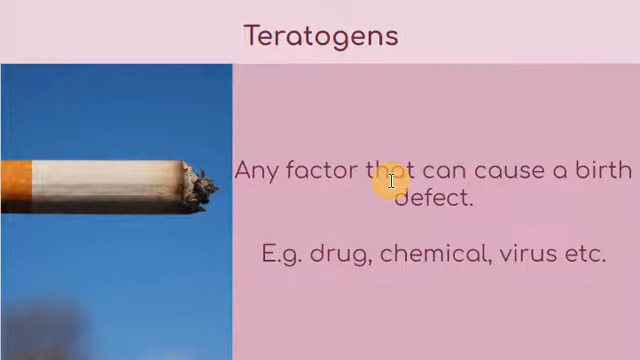 Teratogens
Any factor that can cause a birth
defect.
E.g. drug, chemical, virus etc.